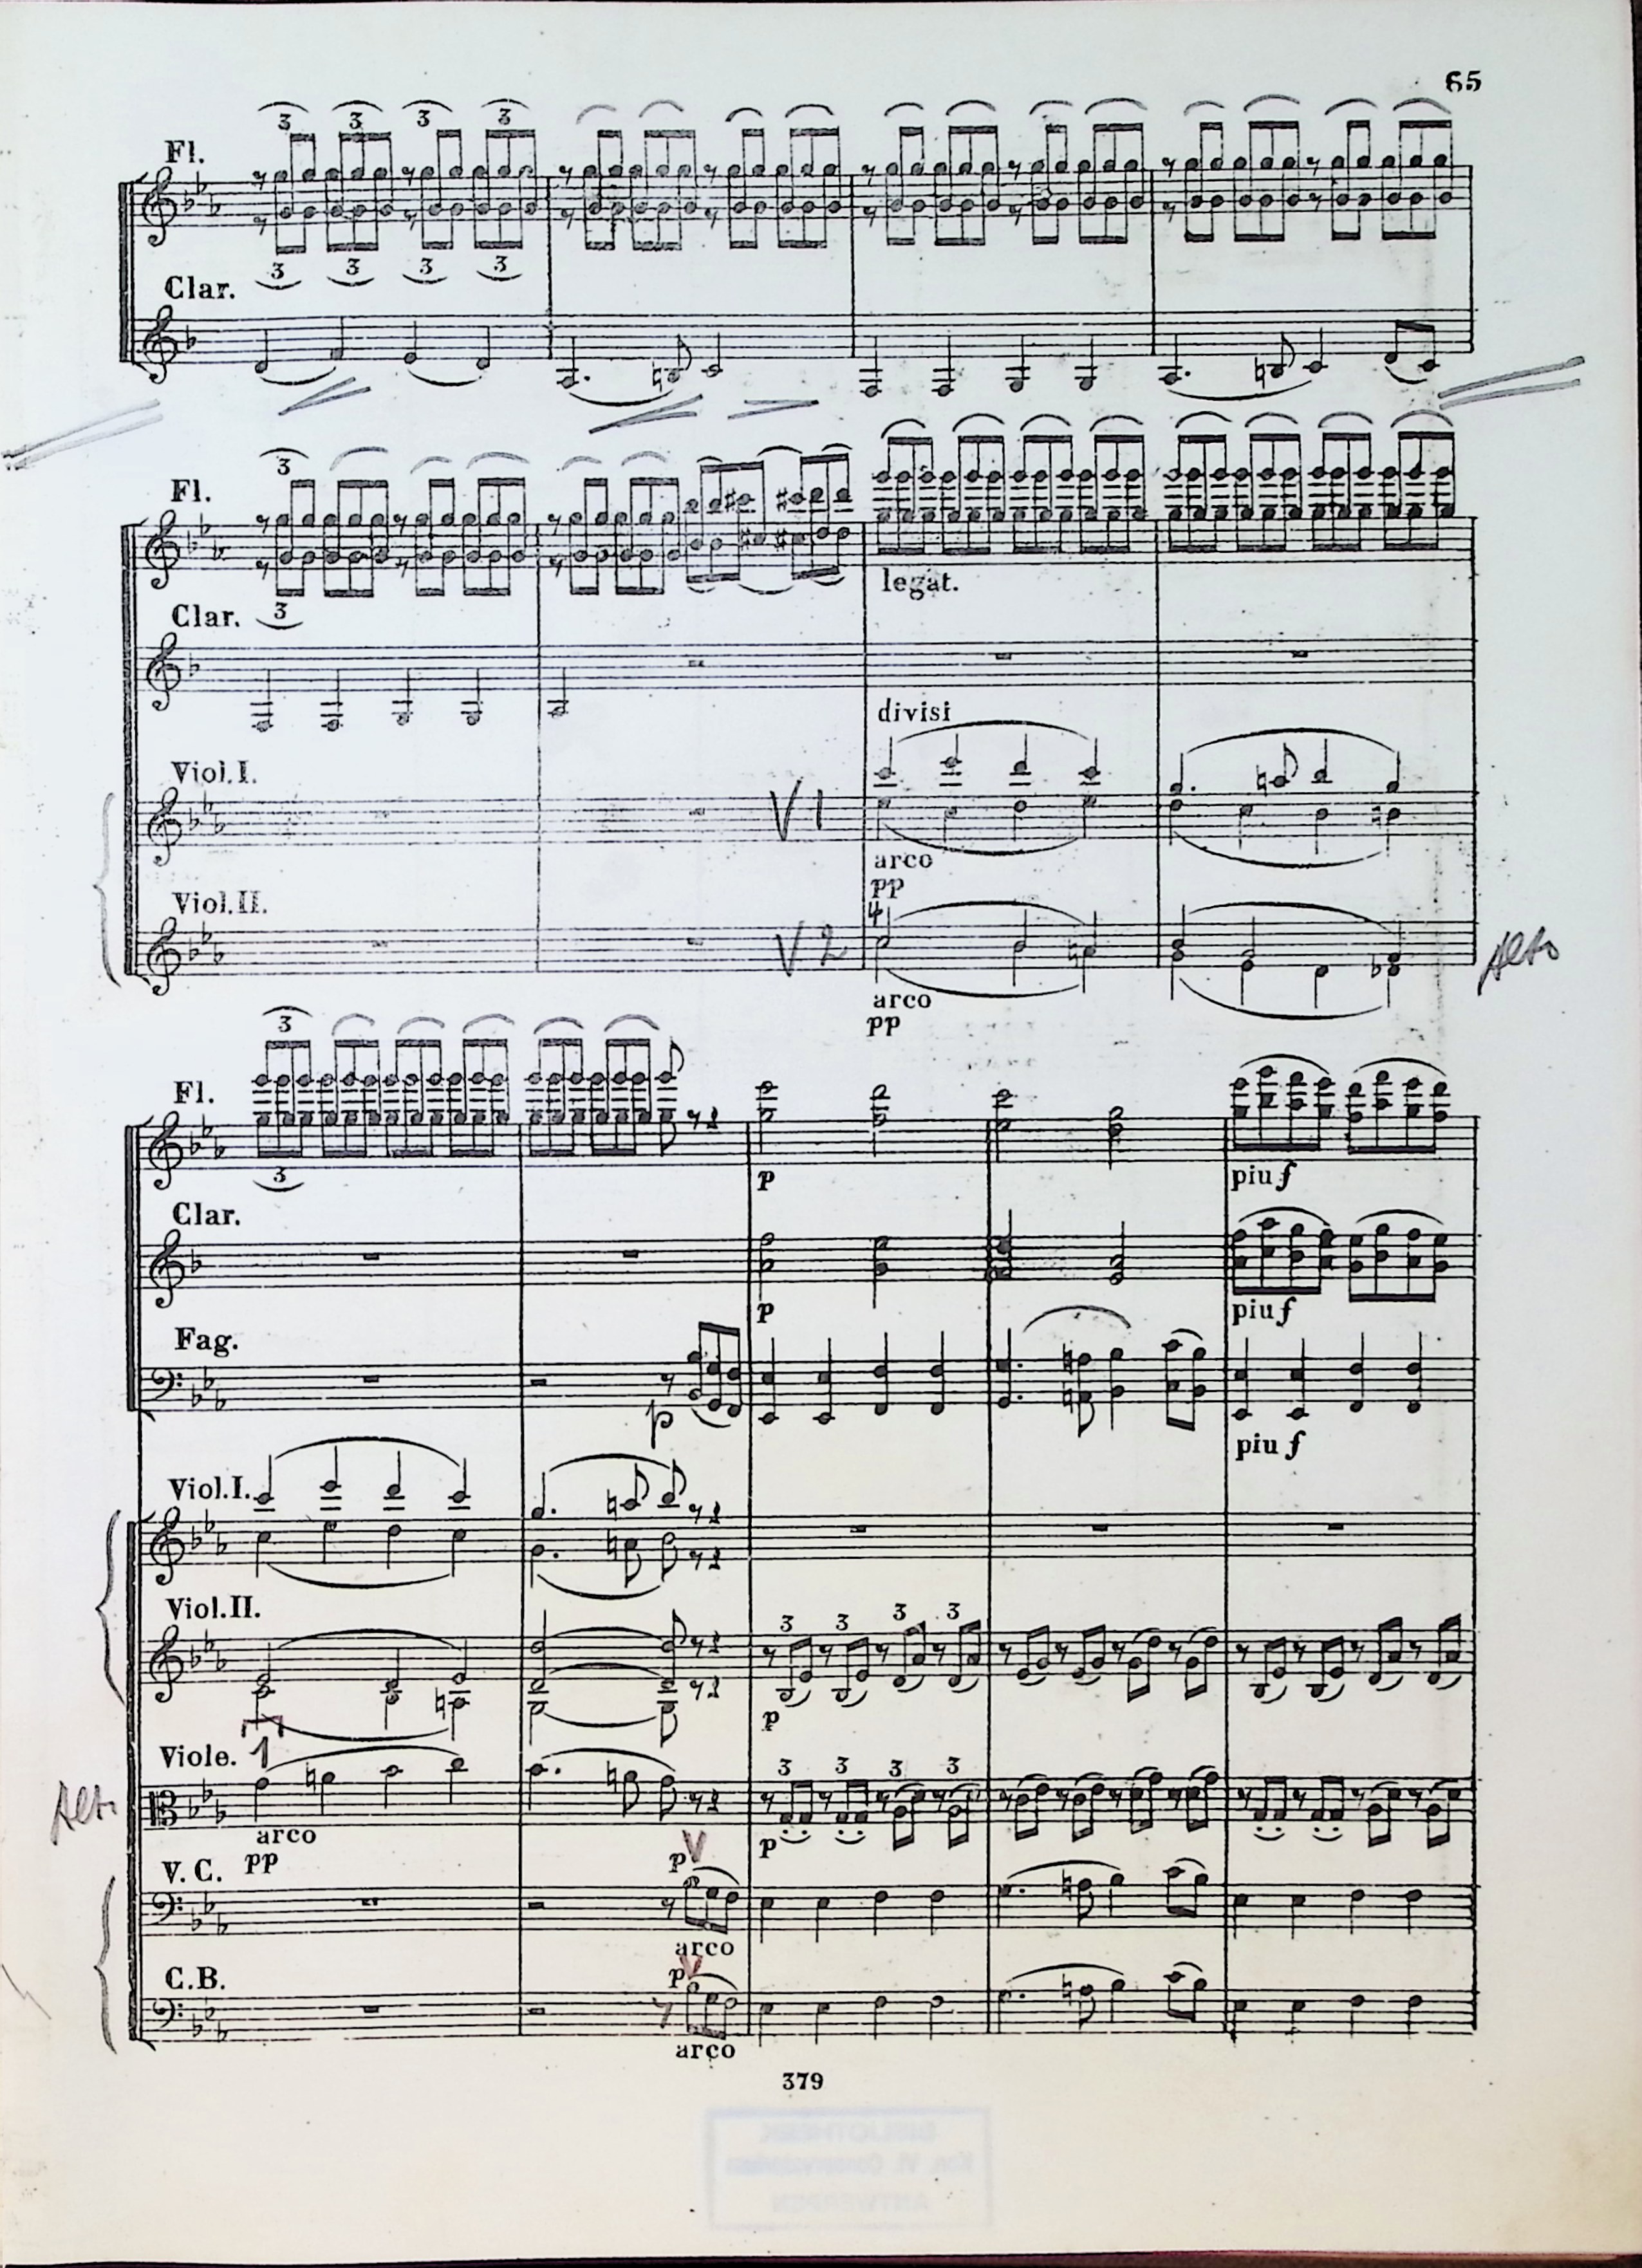 65
3 3 3 3
Fl.
3 3 3 3
Clar.
3
Fl.
legat.
Clar. 3
divisi
Viol. I.
V 1
arco
pp
Viol. II.
4
V 2
Alto
arco
pp
3
Fl.
3
p
piu f
Clar.
p
piu f
Fag.
p
piu f
Viol. I.
Viol. II.
3 3 3 3
p
Viole. 1
3 3 3 3
Alto
arco
pp
p
V. C.
p V
arco
C. B.
p V
arco
379
BIBLIOTHEEK
Kon. Vl. Conservatorium
ANTWERPEN